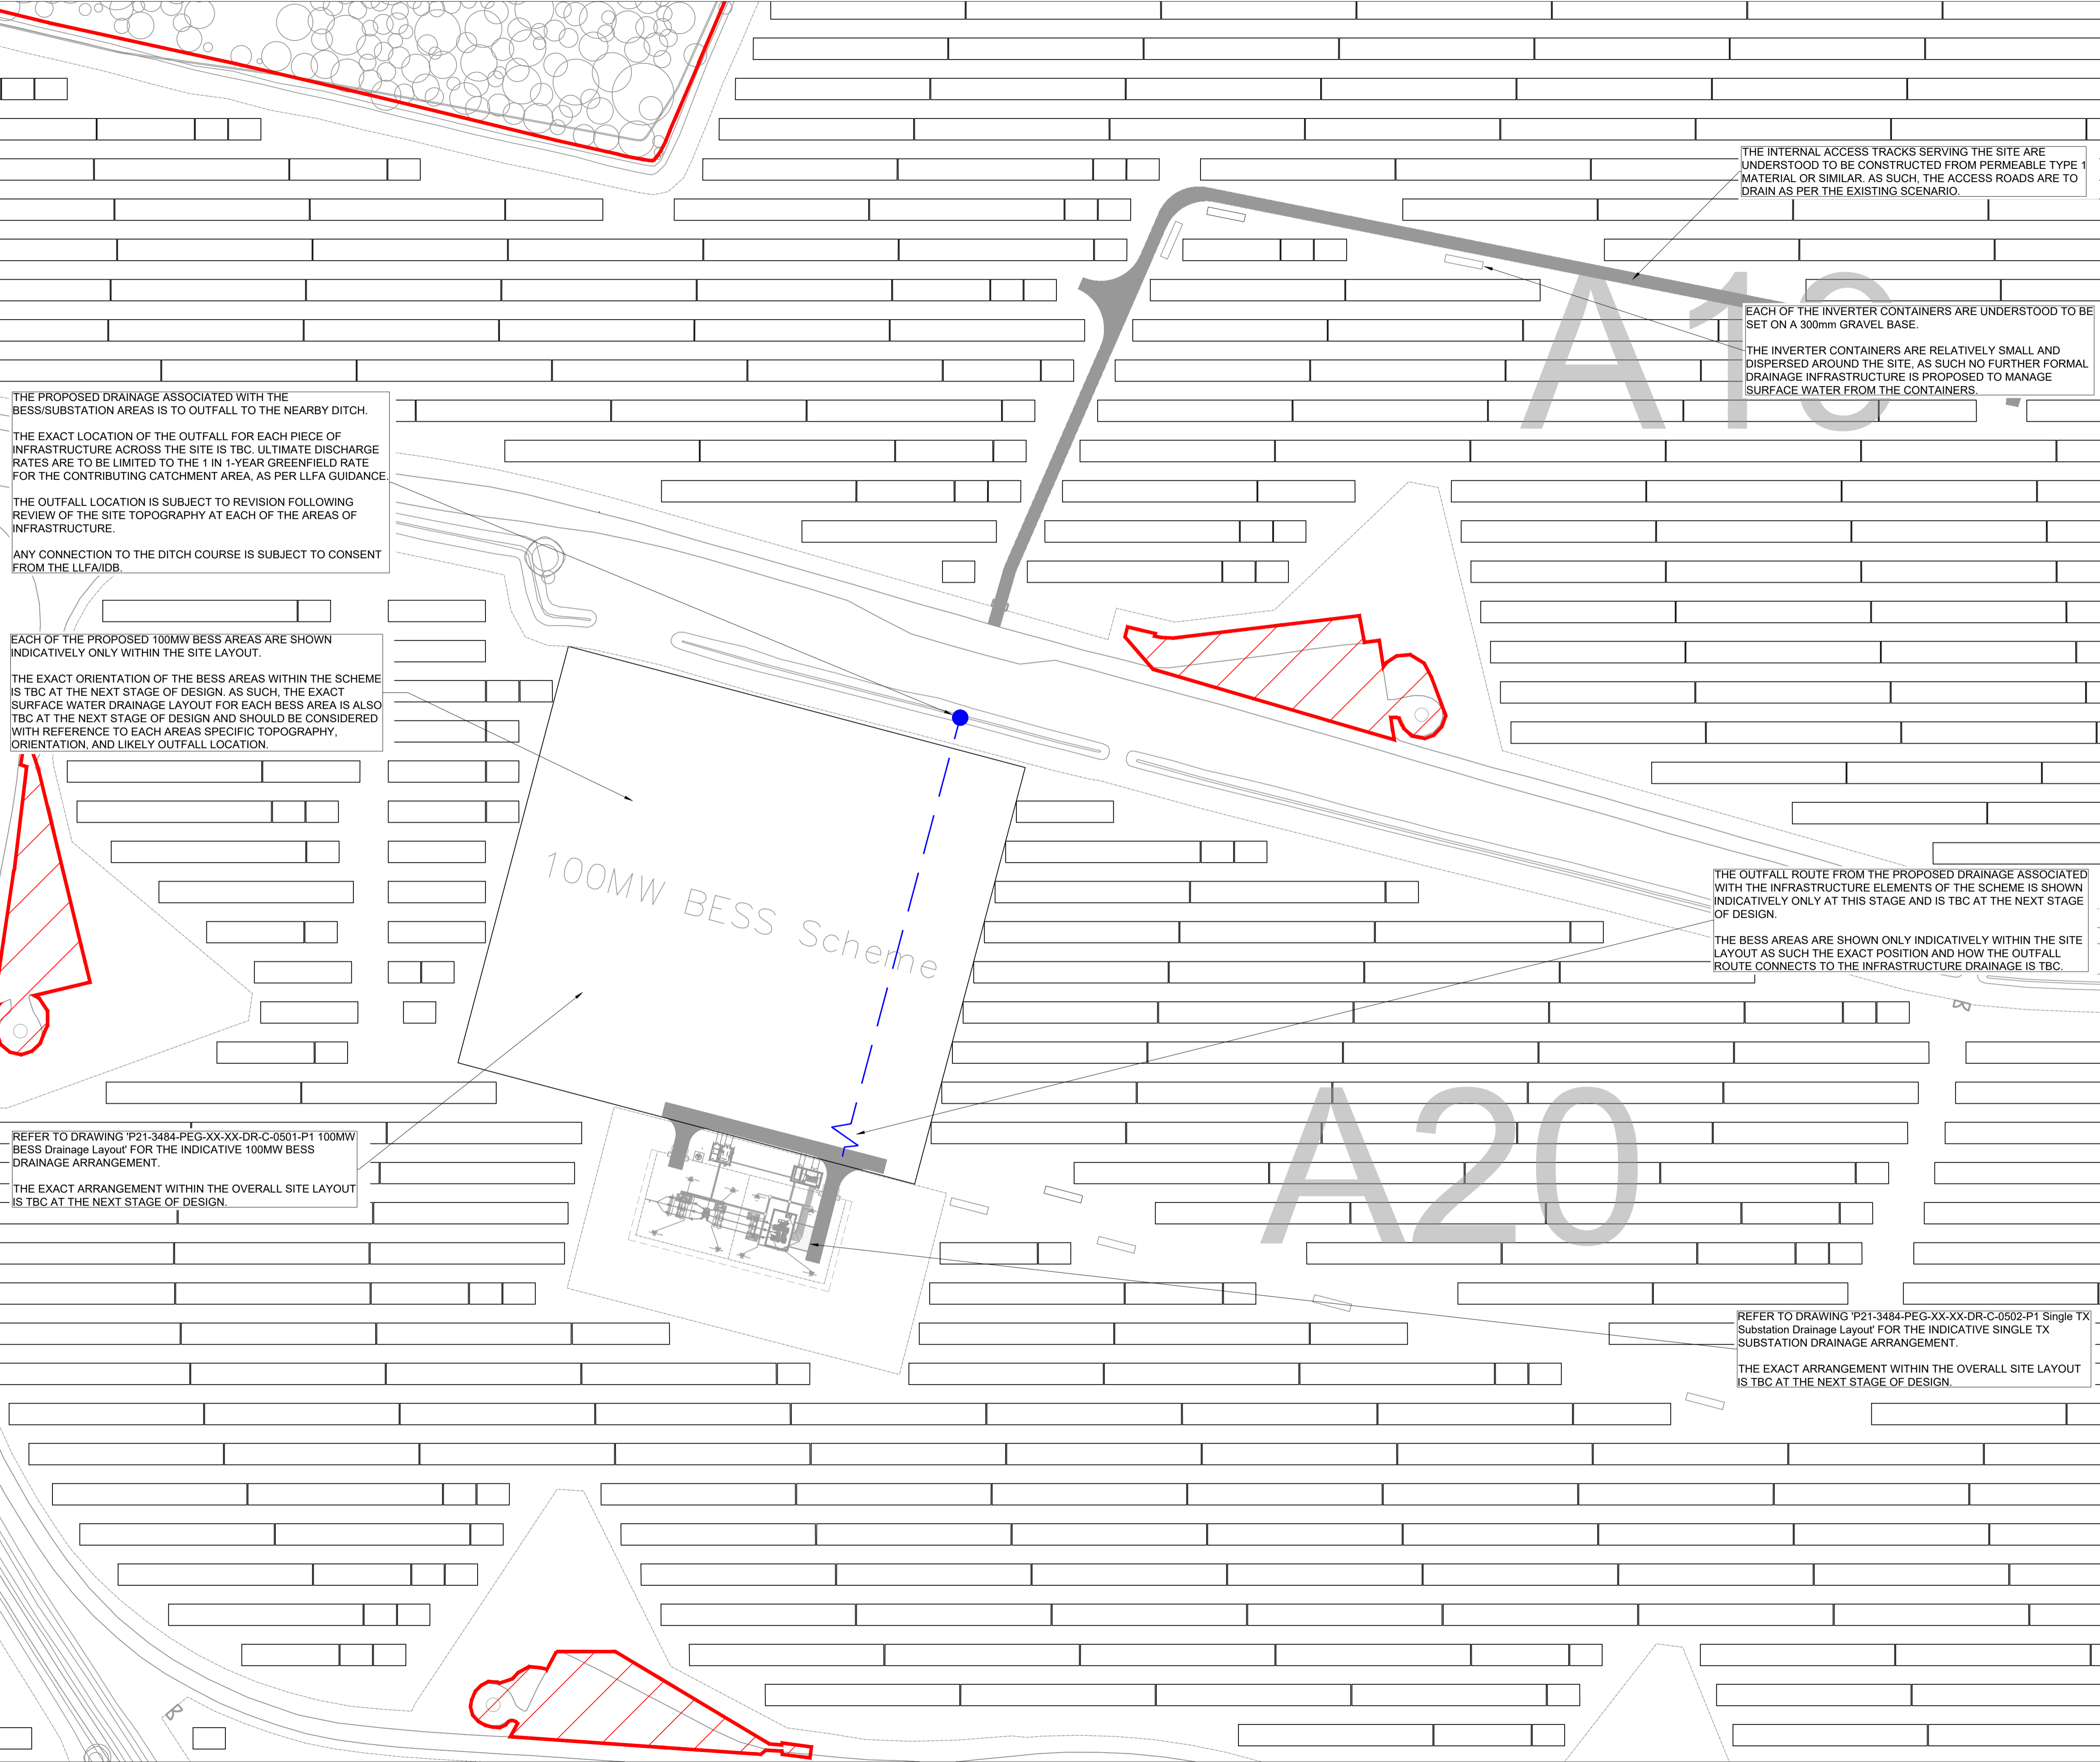 THE INTERNAL ACCESS TRACKS SERVING THE SITE ARE
UNDERSTOOD TO BE CONSTRUCTED FROM PERMEABLE TYPE 1
MATERIAL OR SIMILAR. AS SUCH, THE ACCESS ROADS ARE TO
DRAIN AS PER THE EXISTING SCENARIO.
EACH OF THE INVERTER CONTAINERS ARE UNDERSTOOD TO BE
SET ON A 300mm GRAVEL BASE.
THE INVERTER CONTAINERS ARE RELATIVELY SMALL AND
DISPERSED AROUND THE SITE, AS SUCH NO FURTHER FORMAL
DRAINAGE INFRASTRUCTURE IS PROPOSED TO MANAGE
SURFACE WATER FROM THE CONTAINERS.
THE PROPOSED DRAINAGE ASSOCIATED WITH THE
BESS/SUBSTATION AREAS IS TO OUTFALL TO THE NEARBY DITCH.
THE EXACT LOCATION OF THE OUTFALL FOR EACH PIECE OF
INFRASTRUCTURE ACROSS THE SITE IS TBC. ULTIMATE DISCHARGE
RATES ARE TO BE LIMITED TO THE 1 IN 1-YEAR GREENFIELD RATE
FOR THE CONTRIBUTING CATCHMENT AREA, AS PER LLFA GUIDANCE.
THE OUTFALL LOCATION IS SUBJECT TO REVISION FOLLOWING
REVIEW OF THE SITE TOPOGRAPHY AT EACH OF THE AREAS OF
INFRASTRUCTURE.
ANY CONNECTION TO THE DITCH COURSE IS SUBJECT TO CONSENT
FROM THE LLFA/IDB.
EACH OF THE PROPOSED 100MW BESS AREAS ARE SHOWN
INDICATIVELY ONLY WITHIN THE SITE LAYOUT.
THE EXACT ORIENTATION OF THE BESS AREAS WITHIN THE SCHEME
IS TBC AT THE NEXT STAGE OF DESIGN. AS SUCH, THE EXACT
SURFACE WATER DRAINAGE LAYOUT FOR EACH BESS AREA IS ALSO
TBC AT THE NEXT STAGE OF DESIGN AND SHOULD BE CONSIDERED
WITH REFERENCE TO EACH AREAS SPECIFIC TOPOGRAPHY,
ORIENTATION, AND LIKELY OUTFALL LOCATION.
100MW BESS Scheme
THE OUTFALL ROUTE FROM THE PROPOSED DRAINAGE ASSOCIATED
WITH THE INFRASTRUCTURE ELEMENTS OF THE SCHEME IS SHOWN
INDICATIVELY ONLY AT THIS STAGE AND IS TBC AT THE NEXT STAGE
OF DESIGN.
THE BESS AREAS ARE SHOWN ONLY INDICATIVELY WITHIN THE SITE
LAYOUT AS SUCH THE EXACT POSITION AND HOW THE OUTFALL
ROUTE CONNECTS TO THE INFRASTRUCTURE DRAINAGE IS TBC.
A20
REFER TO DRAWING 'P21-3484-PEG-XX-XX-DR-C-0501-P1 100MW
BESS Drainage Layout' FOR THE INDICATIVE 100MW BESS
DRAINAGE ARRANGEMENT.
THE EXACT ARRANGEMENT WITHIN THE OVERALL SITE LAYOUT
IS TBC AT THE NEXT STAGE OF DESIGN.
REFER TO DRAWING 'P21-3484-PEG-XX-XX-DR-C-0502-P1 Single TX
Substation Drainage Layout' FOR THE INDICATIVE SINGLE TX
SUBSTATION DRAINAGE ARRANGEMENT.
THE EXACT ARRANGEMENT WITHIN THE OVERALL SITE LAYOUT
IS TBC AT THE NEXT STAGE OF DESIGN.